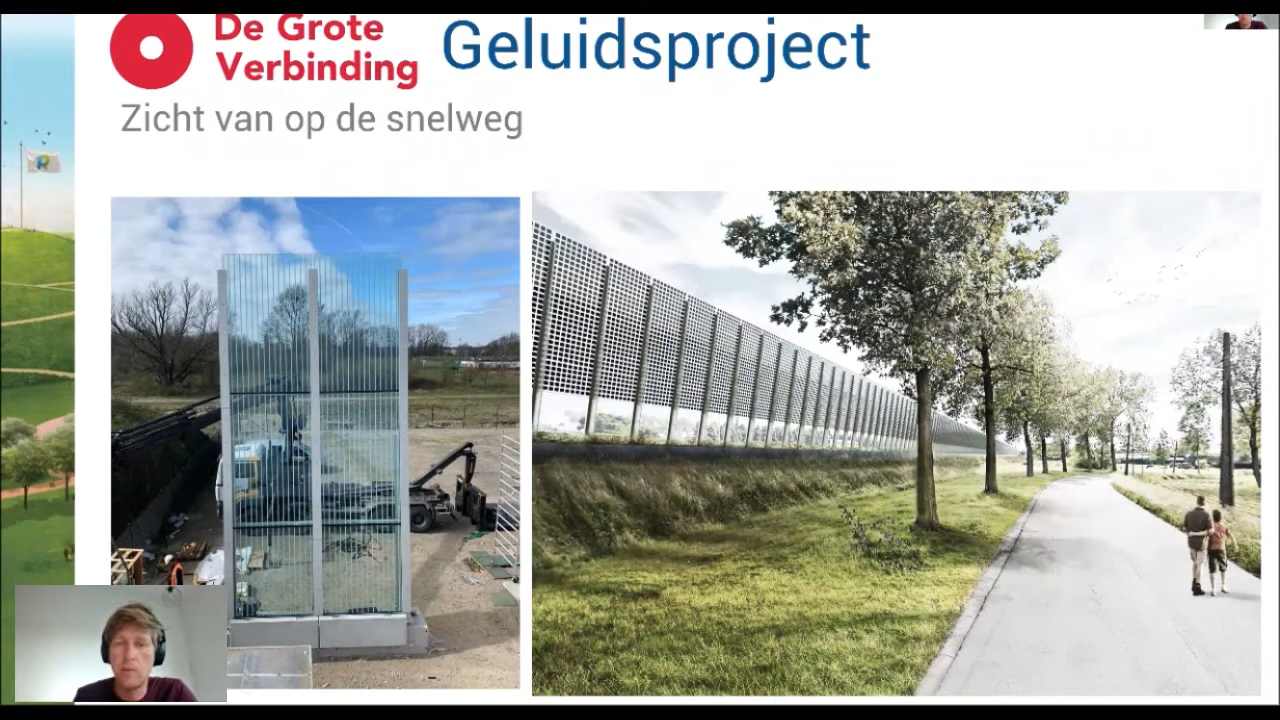 De Grote
Verbinding
Geluidsproject
Zicht van op de snelweg